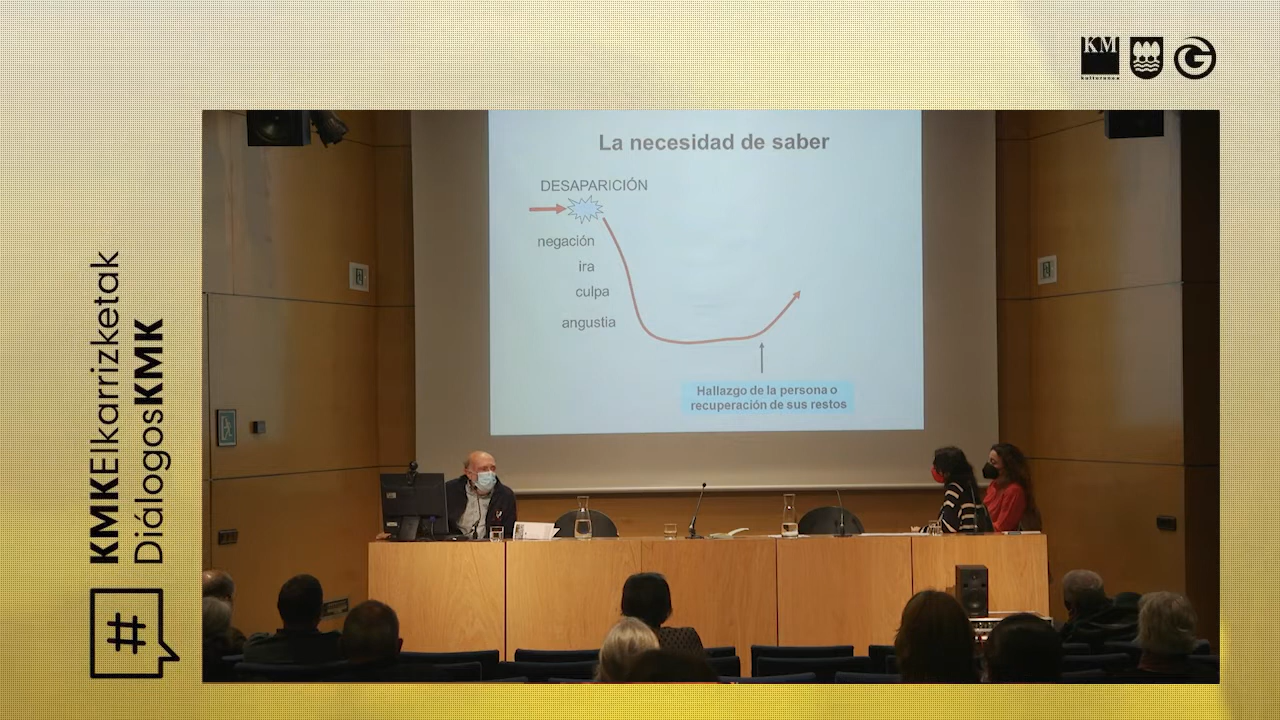 KM
kulturunea
G
La necesidad de saber
DESAPARICIÓN
negación
ira
culpa
angustia
Hallazgo de la persona o
recuperación de sus restos
KMKElkarrizketak
DiálogosKMK
#